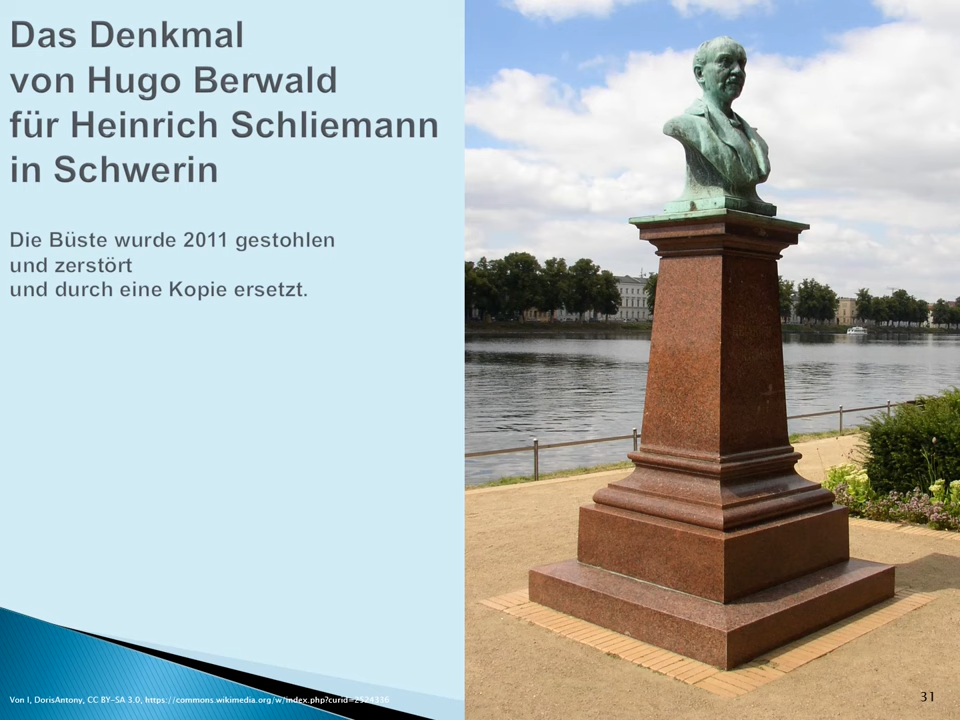 Das Denkmal
von Hugo Berwald
für Heinrich Schliemann
in Schwerin
Die Büste wurde 2011 gestohlen
und zerstört
und durch eine Kopie ersetzt.
Von I, DorisAntony, CC BY-SA 3.0, https://commons.wikimedia.org/w/index.php?curid=2524336
31